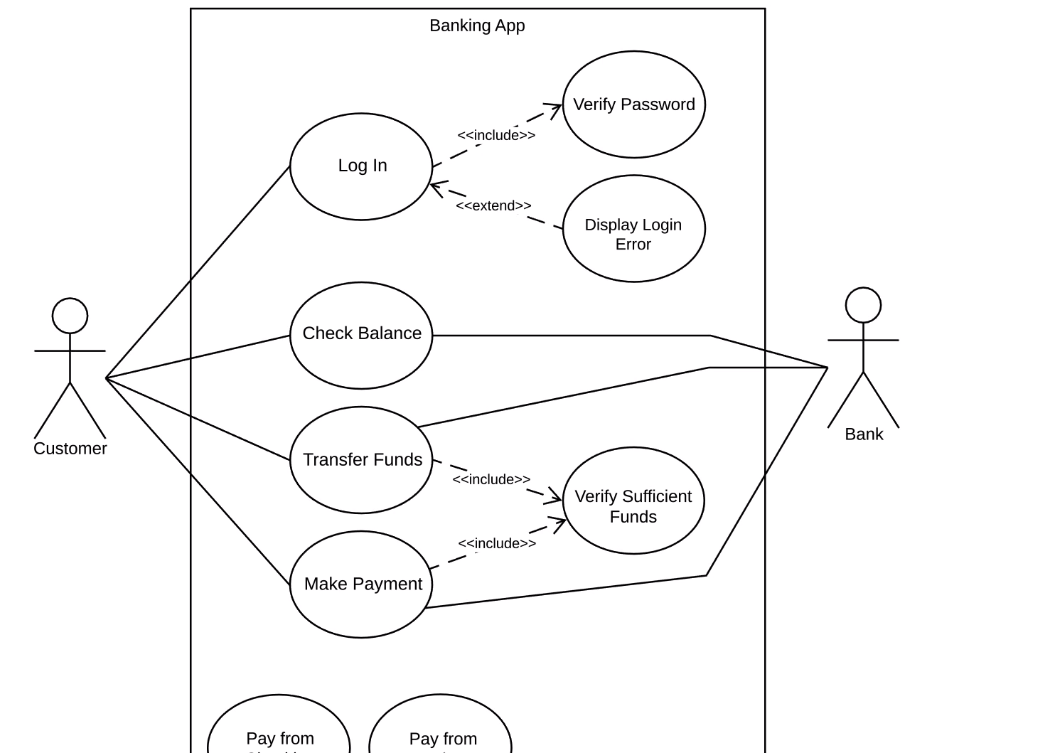 Banking App
Verify Password
<<include>>
Log In
<<extend>>
Display Login
Error
Check Balance
Customer
Bank
Transfer Funds
<<include>>
Verify Sufficient
Funds
<<include>>
Make Payment
Pay from
Pay from